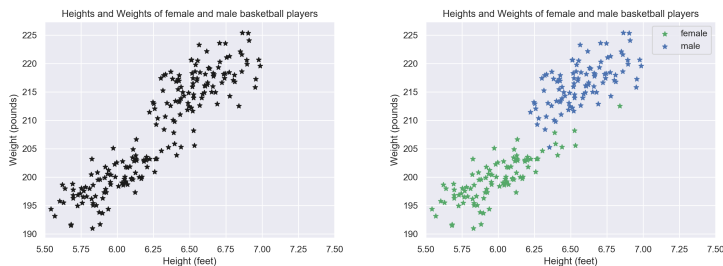 Heights and Weights of female and male basketball players
225
220
215
210
205
200
195
190
Weight (pounds)
5.50 5.75 6.00 6.25 6.50 6.75 7.00 7.25 7.50
Height (feet)
Heights and Weights of female and male basketball players
female
male
225
220
215
210
205
200
195
190
Weight (pounds)
5.50 5.75 6.00 6.25 6.50 6.75 7.00 7.25 7.50
Height (feet)